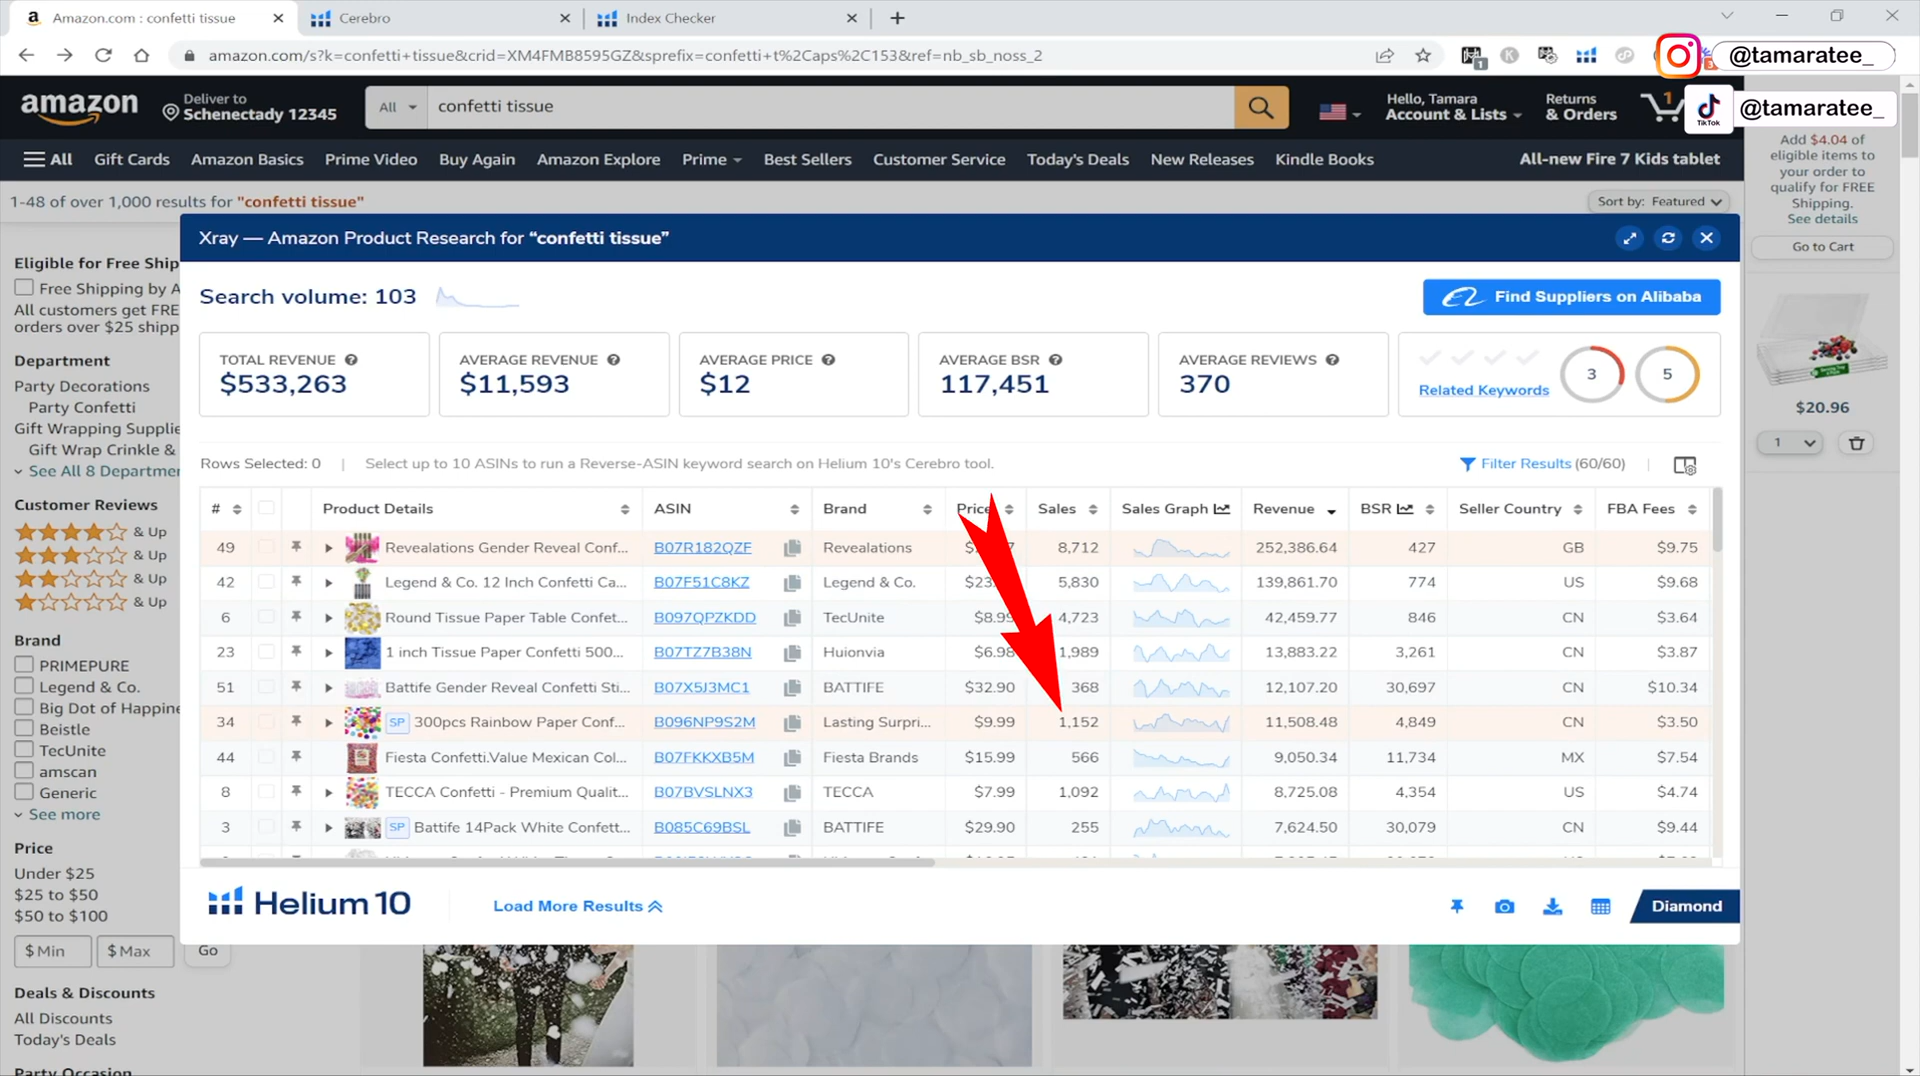 Amazon.com : confetti tissue
Cerebro
Index Checker
amazon.com/s?k=confetti+tissue&crid=XM4FMB8595GZ&sprefix=confetti+t%2Caps%2C153&ref=nb_sb_noss_2
@tamaratee_
amazon
Deliver to
Schenectady 12345
All
confetti tissue
Hello, Tamara
Account & Lists
Returns
& Orders
1
TikTok
@tamaratee_
All
Gift Cards
Amazon Basics
Prime Video
Buy Again
Amazon Explore
Prime
Best Sellers
Customer Service
Today's Deals
New Releases
Kindle Books
All-new Fire 7 Kids tablet
Add $4.04 of
eligible items to
your order to
qualify for FREE
Shipping.
See details
Go to Cart
$20.96
1
1-48 of over 1,000 results for "confetti tissue"
Sort by: Featured
Eligible for Free Ship
Free Shipping by A
All customers get FRE
orders over $25 shipp
Department
Party Decorations
Party Confetti
Gift Wrapping Supplie
Gift Wrap Crinkle &
See All 8 Departmen
Customer Reviews
& Up
& Up
& Up
& Up
Brand
PRIMEPURE
Legend & Co.
Big Dot of Happine
Beistle
TecUnite
amscan
Generic
See more
Price
Under $25
$25 to $50
$50 to $100
$ Min
$ Max
Go
Deals & Discounts
All Discounts
Today's Deals
Party Occasion
Xray — Amazon Product Research for “confetti tissue”
Search volume: 103
Find Suppliers on Alibaba
TOTAL REVENUE
$533,263
AVERAGE REVENUE
$11,593
AVERAGE PRICE
$12
AVERAGE BSR
117,451
AVERAGE REVIEWS
370
Related Keywords
3
5
Rows Selected: 0 | Select up to 10 ASINs to run a Reverse-ASIN keyword search on Helium 10's Cerebro tool.
Filter Results (60/60)
# Product Details ASIN Brand Price Sales Sales Graph Revenue BSR Seller Country FBA Fees
49 Revealations Gender Reveal Conf... B07R182QZF Revealations 8,712 252,386.64 427 GB $9.75
42 Legend & Co. 12 Inch Confetti Ca... B07F51C8KZ Legend & Co. 5,830 139,861.70 774 US $9.68
6 Round Tissue Paper Table Confet... B097QPZKDD TecUnite $8.99 4,723 42,459.77 846 CN $3.64
23 1 inch Tissue Paper Confetti 500... B07TZ7B38N Huionvia $6.98 1,989 13,883.22 3,261 CN $3.87
51 Battife Gender Reveal Confetti Sti... B07X5J3MC1 BATTIFE $32.90 368 12,107.20 30,697 CN $10.34
34 SP 300pcs Rainbow Paper Conf... B096NP9S2M Lasting Surpri... $9.99 1,152 11,508.48 4,849 CN $3.50
44 Fiesta Confetti.Value Mexican Col... B07FKKXB5M Fiesta Brands $15.99 566 9,050.34 11,734 MX $7.54
8 TECCA Confetti - Premium Qualit... B07BVSLNX3 TECCA $7.99 1,092 8,725.08 4,354 US $4.74
3 SP Battife 14Pack White Confett... B085C69BSL BATTIFE $29.90 255 7,624.50 30,079 CN $9.44
Helium 10
Load More Results
Diamond